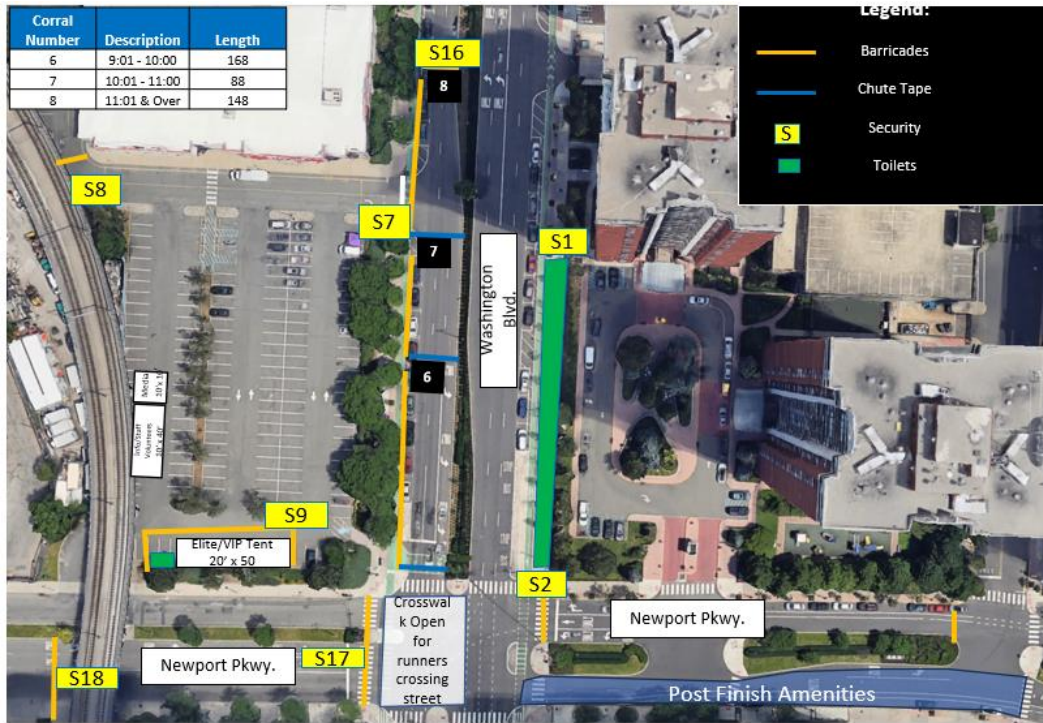 Corral Number Description Length
6 9:01 - 10:00 168
7 10:01 - 11:00 88
8 11:01 & Over 148
Legend:
Barricades
Chute Tape
S Security
Toilets
S16
8
S8
S7
S1
7
Washington
Blvd.
6
Media
Info/Staff
Volunteers
10' x 40'
S9
Elite/VIP Tent
20' x 50
S2
Crosswal
k Open
for
runners
crossing
street
Newport Pkwy.
Newport Pkwy.
S17
S18
Post Finish Amenities